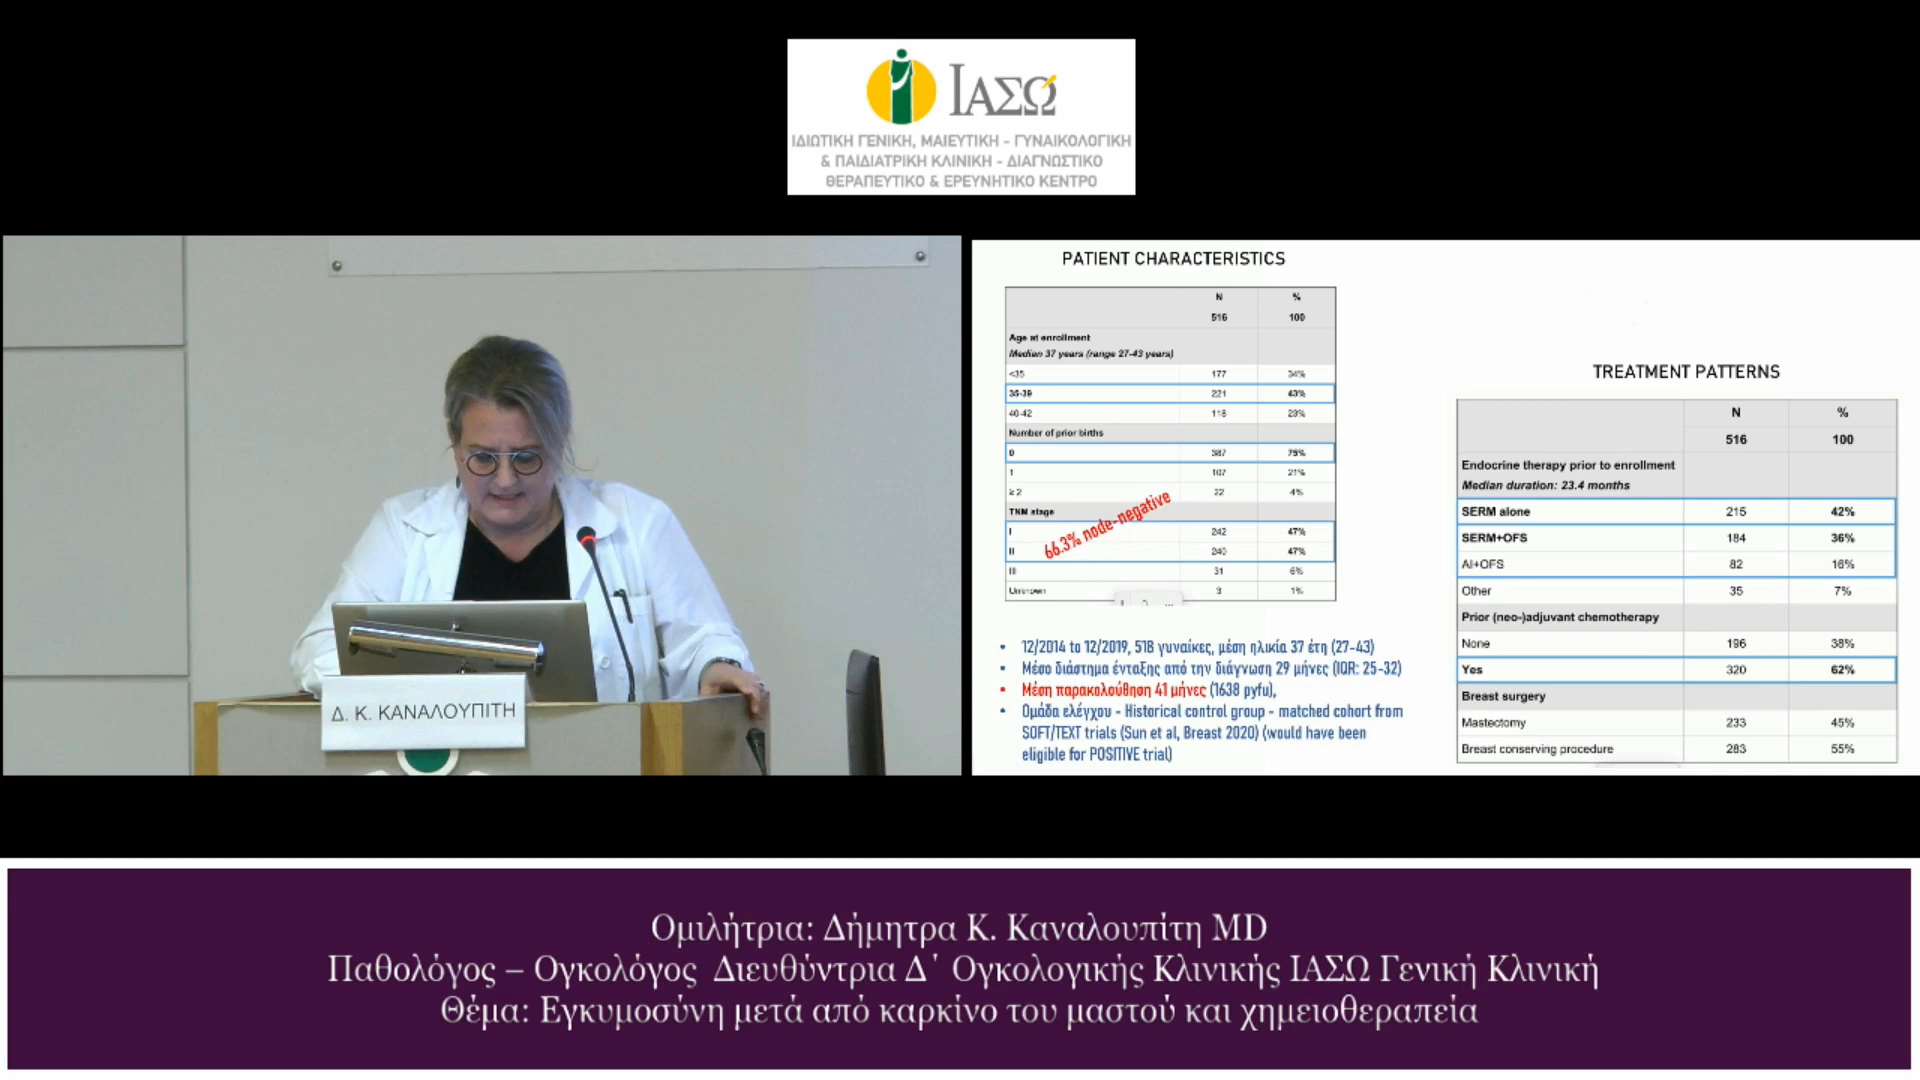 ΙΑΣΩ
ΙΔΙΩΤΙΚΗ ΓΕΝΙΚΗ, ΜΑΙΕΥΤΙΚΗ - ΓΥΝΑΙΚΟΛΟΓΙΚΗ
& ΠΑΙΔΙΑΤΡΙΚΗ ΚΛΙΝΙΚΗ - ΔΙΑΓΝΩΣΤΙΚΟ
ΘΕΡΑΠΕΥΤΙΚΟ & ΕΡΕΥΝΗΤΙΚΟ ΚΕΝΤΡΟ
Δ. Κ. ΚΑΝΑΛΟΥΠΙΤΗ
PATIENT CHARACTERISTICS
N %
516 100
Age at enrollment
Median 37 years (range 27-43 years)
<35 177 34%
35-39 221 43%
40-42 118 23%
Number of prior births
0 387 75%
1 107 21%
≥ 2 22 4%
TNM stage
I 242 47%
II 240 47%
III 31 6%
Unknown 3 1%
66.3% node-negative
• 12/2014 to 12/2019, 518 γυναίκες, μέση ηλικία 37 έτη (27-43)
• Μέσο διάστημα ένταξης από την διάγνωση 29 μήνες (IQR: 25-32)
• Μέση παρακολούθηση 41 μήνες (1638 pyfu),
• Ομάδα ελέγχου - Historical control group - matched cohort from
SOFT/TEXT trials (Sun et al, Breast 2020) (would have been
eligible for POSITIVE trial)
TREATMENT PATTERNS
N %
516 100
Endocrine therapy prior to enrollment
Median duration: 23.4 months
SERM alone 215 42%
SERM+OFS 184 36%
AI+OFS 82 16%
Other 35 7%
Prior (neo-)adjuvant chemotherapy
None 196 38%
Yes 320 62%
Breast surgery
Mastectomy 233 45%
Breast conserving procedure 283 55%
Ομιλήτρια: Δήμητρα Κ. Καναλουπίτη MD
Παθολόγος – Ογκολόγος Διευθύντρια Δ΄ Ογκολογικής Κλινικής ΙΑΣΩ Γενική Κλινική
Θέμα: Εγκυμοσύνη μετά από καρκίνο του μαστού και χημειοθεραπεία